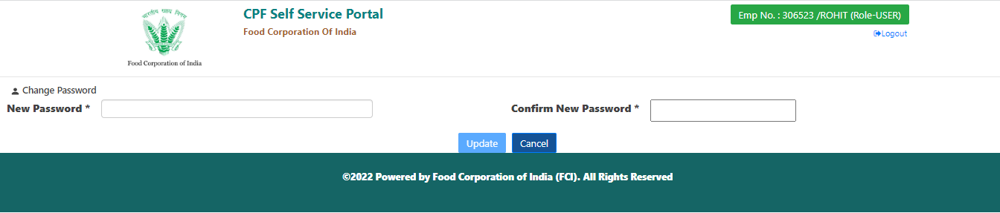 भारतीय खाद्य निगम
Food Corporation of India
CPF Self Service Portal
Food Corporation Of India
Emp No. : 306523 /ROHIT (Role-USER)
Logout
Change Password
New Password *
Confirm New Password *
Update
Cancel
©2022 Powered by Food Corporation of India (FCI). All Rights Reserved